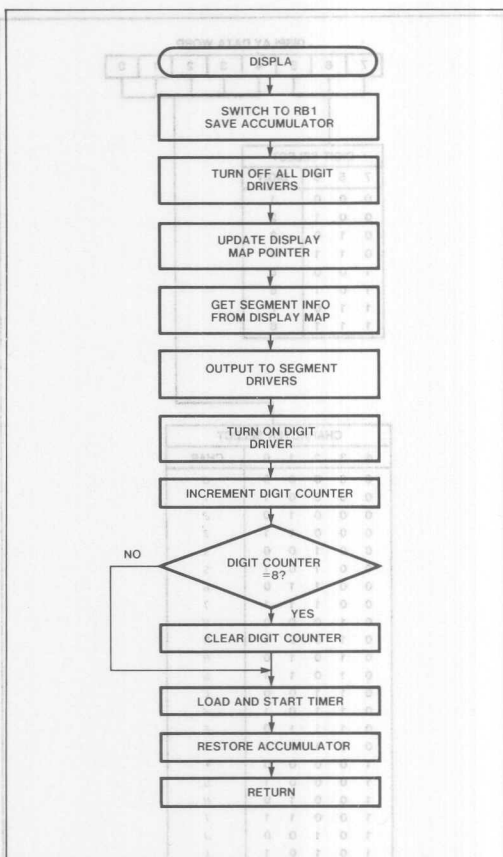 DISPLA
SWITCH TO RB1
SAVE ACCUMULATOR
TURN OFF ALL DIGIT
DRIVERS
UPDATE DISPLAY
MAP POINTER
GET SEGMENT INFO
FROM DISPLAY MAP
OUTPUT TO SEGMENT
DRIVERS
TURN ON DIGIT
DRIVER
INCREMENT DIGIT COUNTER
NO
DIGIT COUNTER
=8?
YES
CLEAR DIGIT COUNTER
LOAD AND START TIMER
RESTORE ACCUMULATOR
RETURN